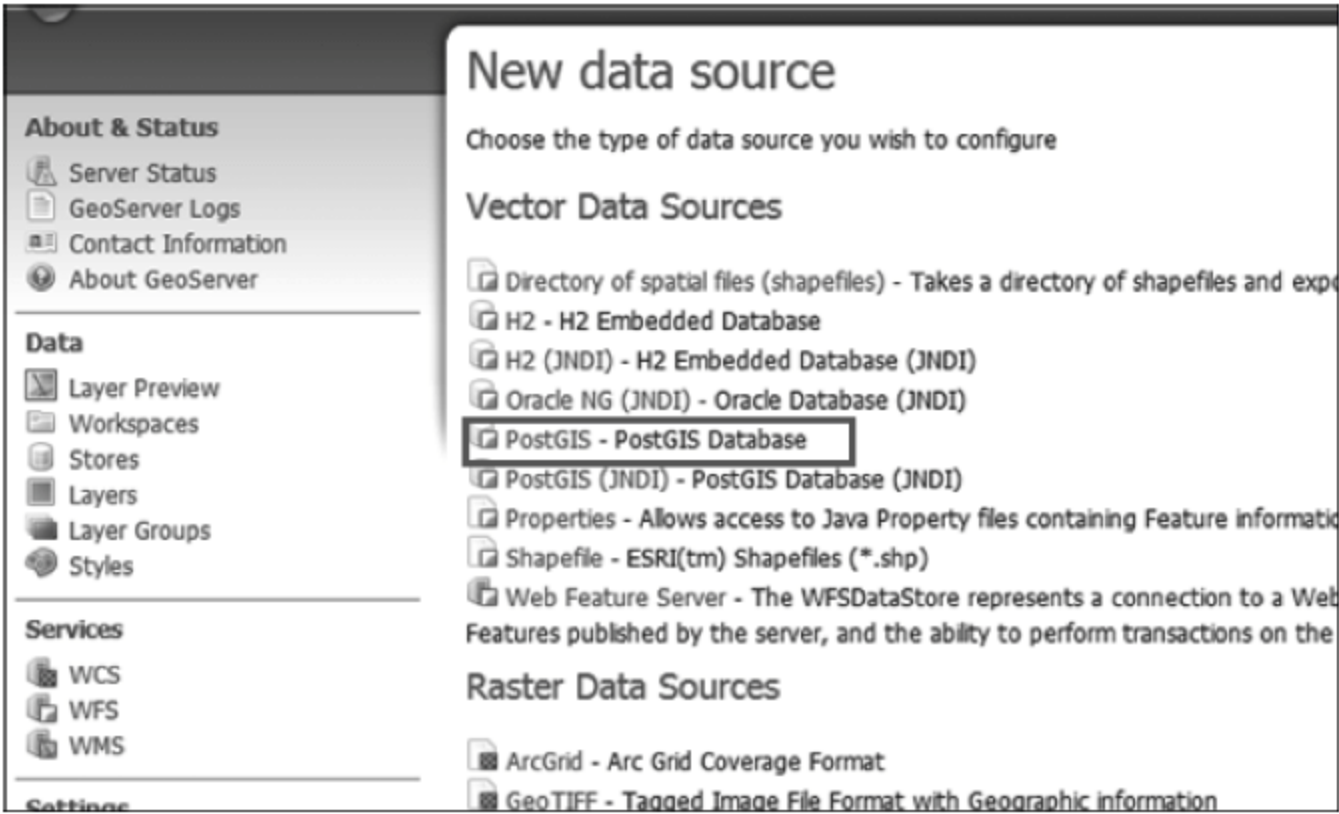 New data source
Choose the type of data source you wish to configure
Vector Data Sources
Directory of spatial files (shapefiles) - Takes a directory of shapefiles and expo
H2 - H2 Embedded Database
H2 (JNDI) - H2 Embedded Database (JNDI)
Oracle NG (JNDI) - Oracle Database (JNDI)
PostGIS - PostGIS Database
PostGIS (JNDI) - PostGIS Database (JNDI)
Properties - Allows access to Java Property files containing Feature informatio
Shapefile - ESRI(tm) Shapefiles (*.shp)
Web Feature Server - The WFSDataStore represents a connection to a Web
Features published by the server, and the ability to perform transactions on the
Raster Data Sources
ArcGrid - Arc Grid Coverage Format
GeoTIFF - Tagged Image File Format with Geographic information
About & Status
Server Status
GeoServer Logs
Contact Information
About GeoServer
Data
Layer Preview
Workspaces
Stores
Layers
Layer Groups
Styles
Services
WCS
WFS
WMS
Settings